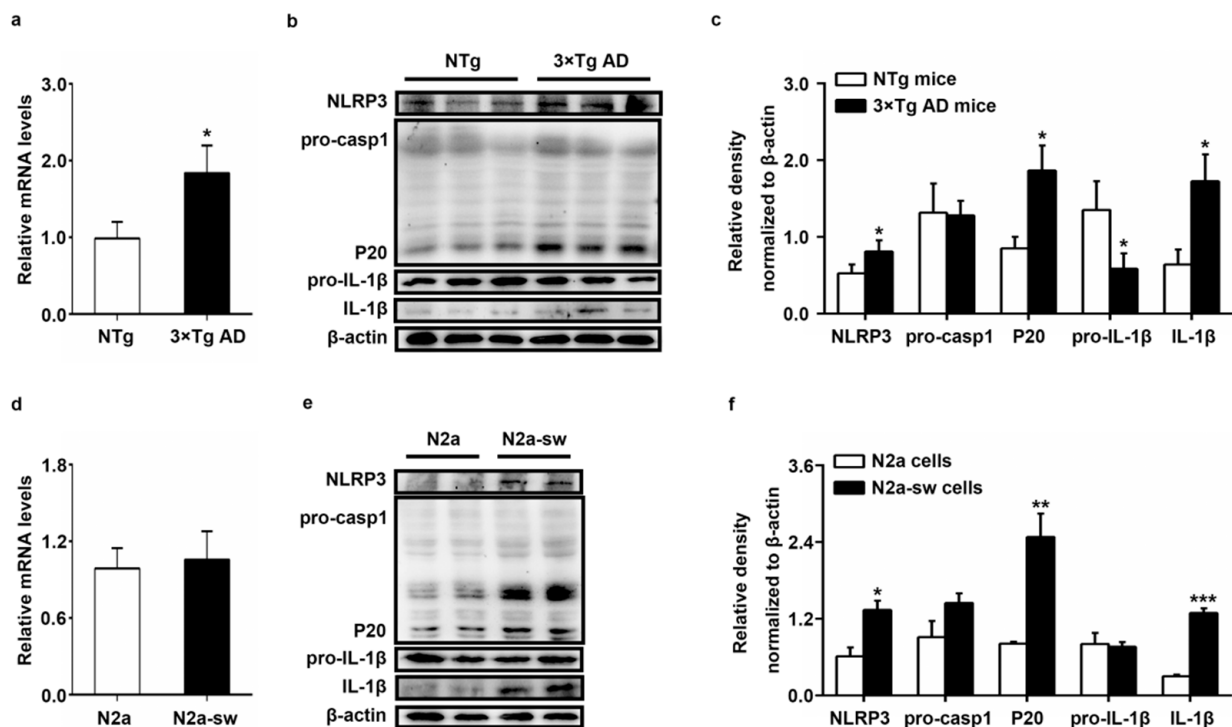 a
Relative mRNA levels
3.0
2.0
1.0
0.0
*
NTg
3×Tg AD
b
NTg
3×Tg AD
NLRP3
pro-casp1
P20
pro-IL-1β
IL-1β
β-actin
c
Relative density
normalized to β-actin
3.0
2.0
1.0
0.0
NTg mice
3×Tg AD mice
*
*
*
*
NLRP3
pro-casp1
P20
pro-IL-1β
IL-1β
d
Relative mRNA levels
1.8
1.2
0.6
0.0
N2a
N2a-sw
e
N2a
N2a-sw
NLRP3
pro-casp1
P20
pro-IL-1β
IL-1β
β-actin
f
Relative density
normalized to β-actin
3.6
2.4
1.2
0.0
N2a cells
N2a-sw cells
*
**
***
NLRP3
pro-casp1
P20
pro-IL-1β
IL-1β